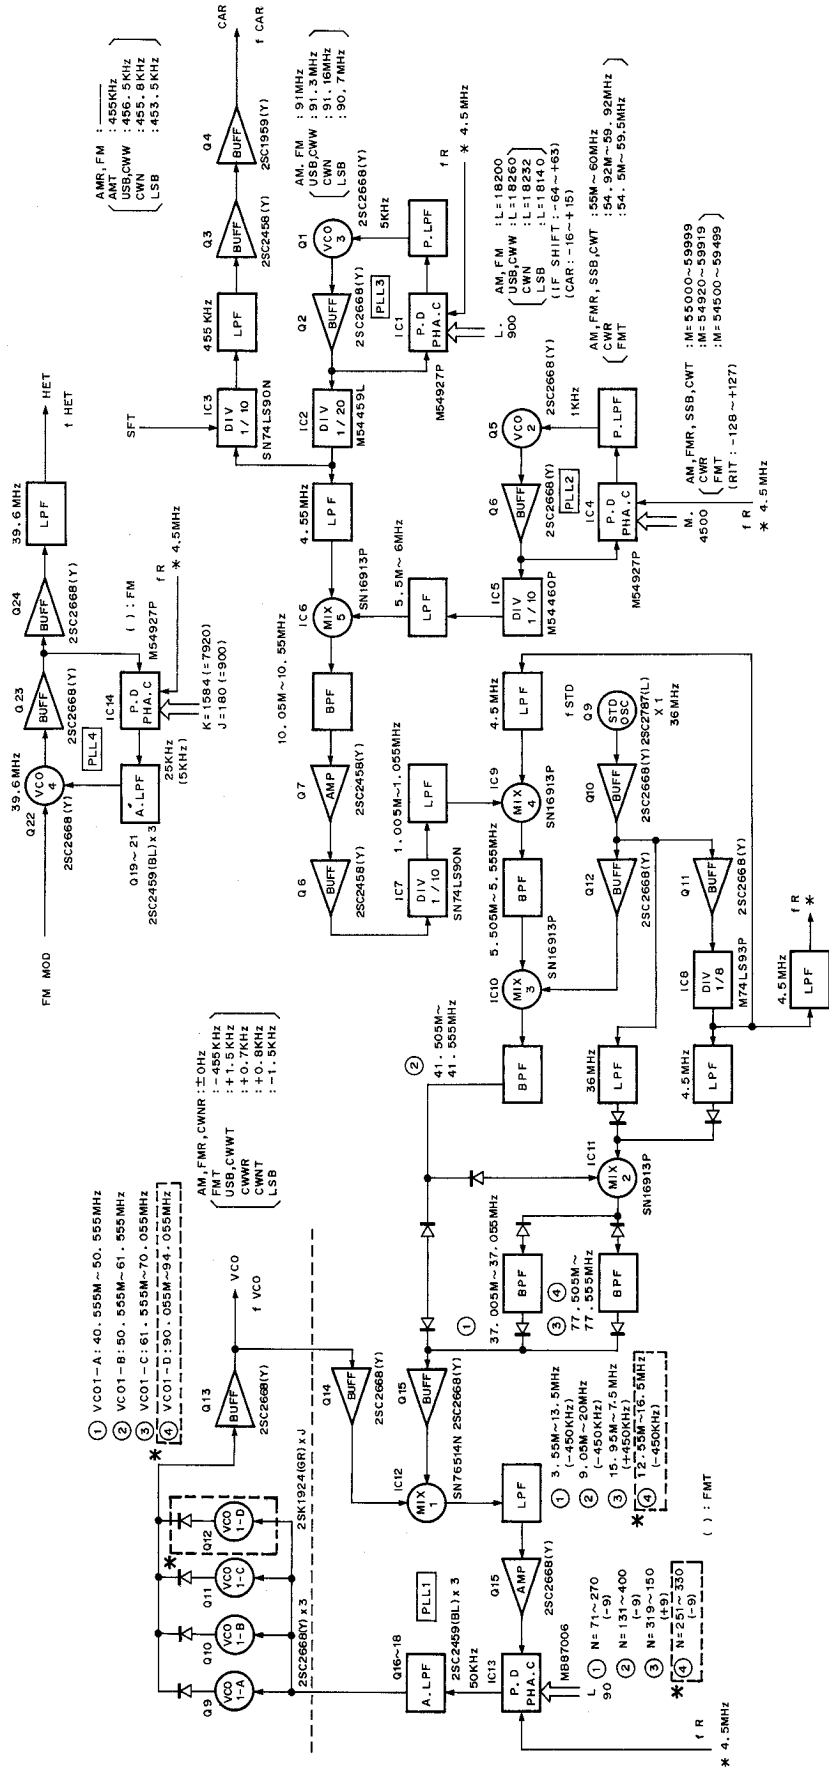 ① VCO1-A: 40.555M~50.555MHz
② VCO1-B: 50.555M~61.555MHz
③ VCO1-C: 61.555M~70.055MHz
* ④ VCO1-D: 90.055M~94.055MHz
AM,FMR,CWNR : ±0Hz
FMT : -455KHz
USB,CWWT : +1.5KHz
CWWR : +0.7KHz
CWNT : +0.8KHz
LSB : -1.5KHz
VCO
f VCO
Q13
BUFF
2SC2668(Y)
Q9
VCO
1-A
Q10
VCO
1-B
Q11
VCO
1-C
*
Q12
VCO
1-D
2SC2668(Y)x3
2SK1924(GR)xJ
Q14
BUFF
2SC2668(Y)
Q15
BUFF
2SC2668(Y)
IC12
MIX
1
SN76514N
LPF
Q15
AMP
2SC2668(Y)
PLL1
Q16~18
A.LPF
2SC2459(BL)x3
50KHz
IC13
P.D
PHA.C
MB87006
f R
* 4.5MHz
L
90
① N=71~270
(-9)
② N=131~400
(-9)
③ N=319~150
(+9)
* ④ N=251~330
(-9)
① 3.55M~13.5MHz
(-450KHz)
② 9.05M~20MHz
(-450KHz)
③ 15.95M~7.5MHz
(+450KHz)
* ④ 12.55M~16.5MHz
(-450KHz)
( ) : FMT
①
37.005M~37.055MHz
BPF
③ ④
77.505M~
77.555MHz
BPF
②
41.505M~
41.555MHz
BPF
IC11
MIX
2
SN16913P
36MHz
LPF
4.5MHz
LPF
IC10
MIX
3
SN16913P
5.505M~5.555MHz
BPF
IC9
MIX
4
SN16913P
4.5MHz
LPF
f STD
Q9
STD
OSC
2SC2787(L)
X 1
36MHz
Q10
BUFF
2SC2668(Y)
Q12
BUFF
2SC2668(Y)
Q11
BUFF
2SC2668(Y)
IC8
DIV
1/8
M74LS93P
4.5MHz
LPF
f R
*
FM MOD
39.6MHz
Q22
VCO
4
2SC2668(Y)
Q23
BUFF
2SC2668(Y)
Q24
BUFF
2SC2668(Y)
39.6MHz
LPF
HET
f HET
PLL4
Q19~21
A.LPF
2SC2459(BL)x3
25KHz
(5KHz)
IC14
P.D
PHA.C
( ) : FM
M54927P
f R
* 4.5MHz
K=1584(=7920)
J=180(=900)
10.05M~10.55MHz
BPF
Q7
AMP
2SC2458(Y)
Q6
BUFF
2SC2458(Y)
IC7
DIV
1/10
SN74LS90N
1.005M~1.055MHz
LPF
IC6
MIX
5
SN16913P
4.55MHz
LPF
5.5M~6MHz
LPF
SFT
IC3
DIV
1/10
SN74LS90N
455KHz
LPF
Q3
BUFF
2SC2458(Y)
Q4
BUFF
2SC1959(Y)
CAR
f CAR
AMR,FM :
AMT : 455KHz
USB,CWW : 456.5KHz
CWN : 455.8KHz
LSB : 453.5KHz
IC2
DIV
1/20
M54459L
Q2
BUFF
2SC2668(Y)
Q1
VCO
3
2SC2668(Y)
AM.FM : 91MHz
USB,CWW : 91.3MHz
CWN : 91.16MHz
LSB : 90.7MHz
PLL3
IC1
P.D
PHA.C
M54927P
5KHz
P.LPF
f R
* 4.5MHz
L.
900
AM,FM : L=18200
USB,CWW : L=18260
CWN : L=18232
LSB : L=18140
(IF SHIFT : -64~+63)
(CAR : -16~+15)
IC5
DIV
1/10
M54460P
Q6
BUFF
2SC2668(Y)
Q5
VCO
2
2SC2668(Y)
PLL2
IC4
P.D
PHA.C
M54927P
1KHz
P.LPF
AM,FMR,SSB,CWT : 55M~60MHz
CWR : 54.92M~59.92MHz
FMT : 54.5M~59.5MHz
M.
4500
f R
* 4.5MHz
AM,FMR,SSB,CWT : M=55000~59999
CWR : M=54920~59919
FMT : M=54500~59499
(RIT : -128~+127)